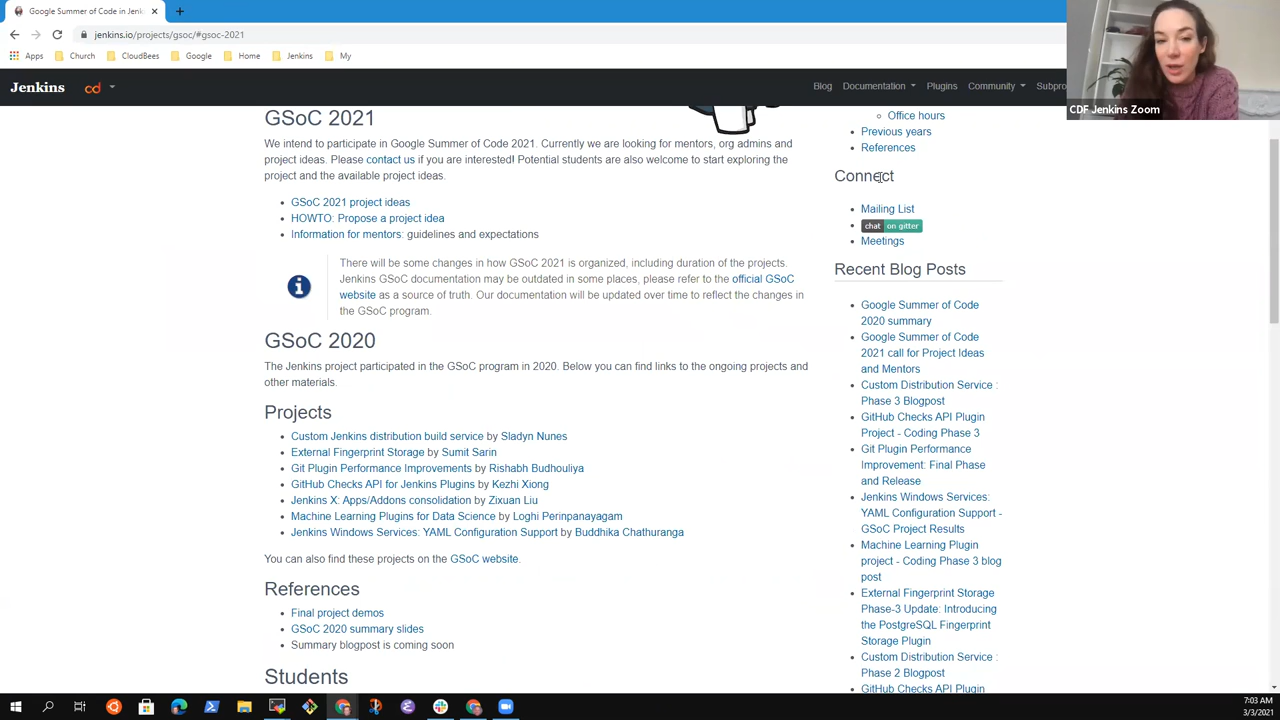 Google Summer of Code in Jenki
jenkins.io/projects/gsoc/#gsoc-2021
Apps
Church
CloudBees
Google
Home
Jenkins
My
CDF Jenkins Zoom
Jenkins
cd
Blog
Documentation
Plugins
Community
Subpro
GSoC 2021
We intend to participate in Google Summer of Code 2021. Currently we are looking for mentors, org admins and
project ideas. Please contact us if you are interested! Potential students are also welcome to start exploring the
project and the available project ideas.
GSoC 2021 project ideas
HOWTO: Propose a project idea
Information for mentors: guidelines and expectations
There will be some changes in how GSoC 2021 is organized, including duration of the projects.
Jenkins GSoC documentation may be outdated in some places, please refer to the official GSoC
website as a source of truth. Our documentation will be updated over time to reflect the changes in
the GSoC program.
GSoC 2020
The Jenkins project participated in the GSoC program in 2020. Below you can find links to the ongoing projects and
other materials.
Projects
Custom Jenkins distribution build service by Sladyn Nunes
External Fingerprint Storage by Sumit Sarin
Git Plugin Performance Improvements by Rishabh Budhouliya
GitHub Checks API for Jenkins Plugins by Kezhi Xiong
Jenkins X: Apps/Addons consolidation by Zixuan Liu
Machine Learning Plugins for Data Science by Loghi Perinpanayagam
Jenkins Windows Services: YAML Configuration Support by Buddhika Chathuranga
You can also find these projects on the GSoC website.
References
Final project demos
GSoC 2020 summary slides
Summary blogpost is coming soon
Students
Office hours
Previous years
References
Connect
Mailing List
chat on gitter
Meetings
Recent Blog Posts
Google Summer of Code
2020 summary
Google Summer of Code
2021 call for Project Ideas
and Mentors
Custom Distribution Service :
Phase 3 Blogpost
GitHub Checks API Plugin
Project - Coding Phase 3
Git Plugin Performance
Improvement: Final Phase
and Release
Jenkins Windows Services:
YAML Configuration Support -
GSoC Project Results
Machine Learning Plugin
project - Coding Phase 3 blog
post
External Fingerprint Storage
Phase-3 Update: Introducing
the PostgreSQL Fingerprint
Storage Plugin
Custom Distribution Service :
Phase 2 Blogpost
GitHub Checks API Plugin
7:03 AM
3/3/2021